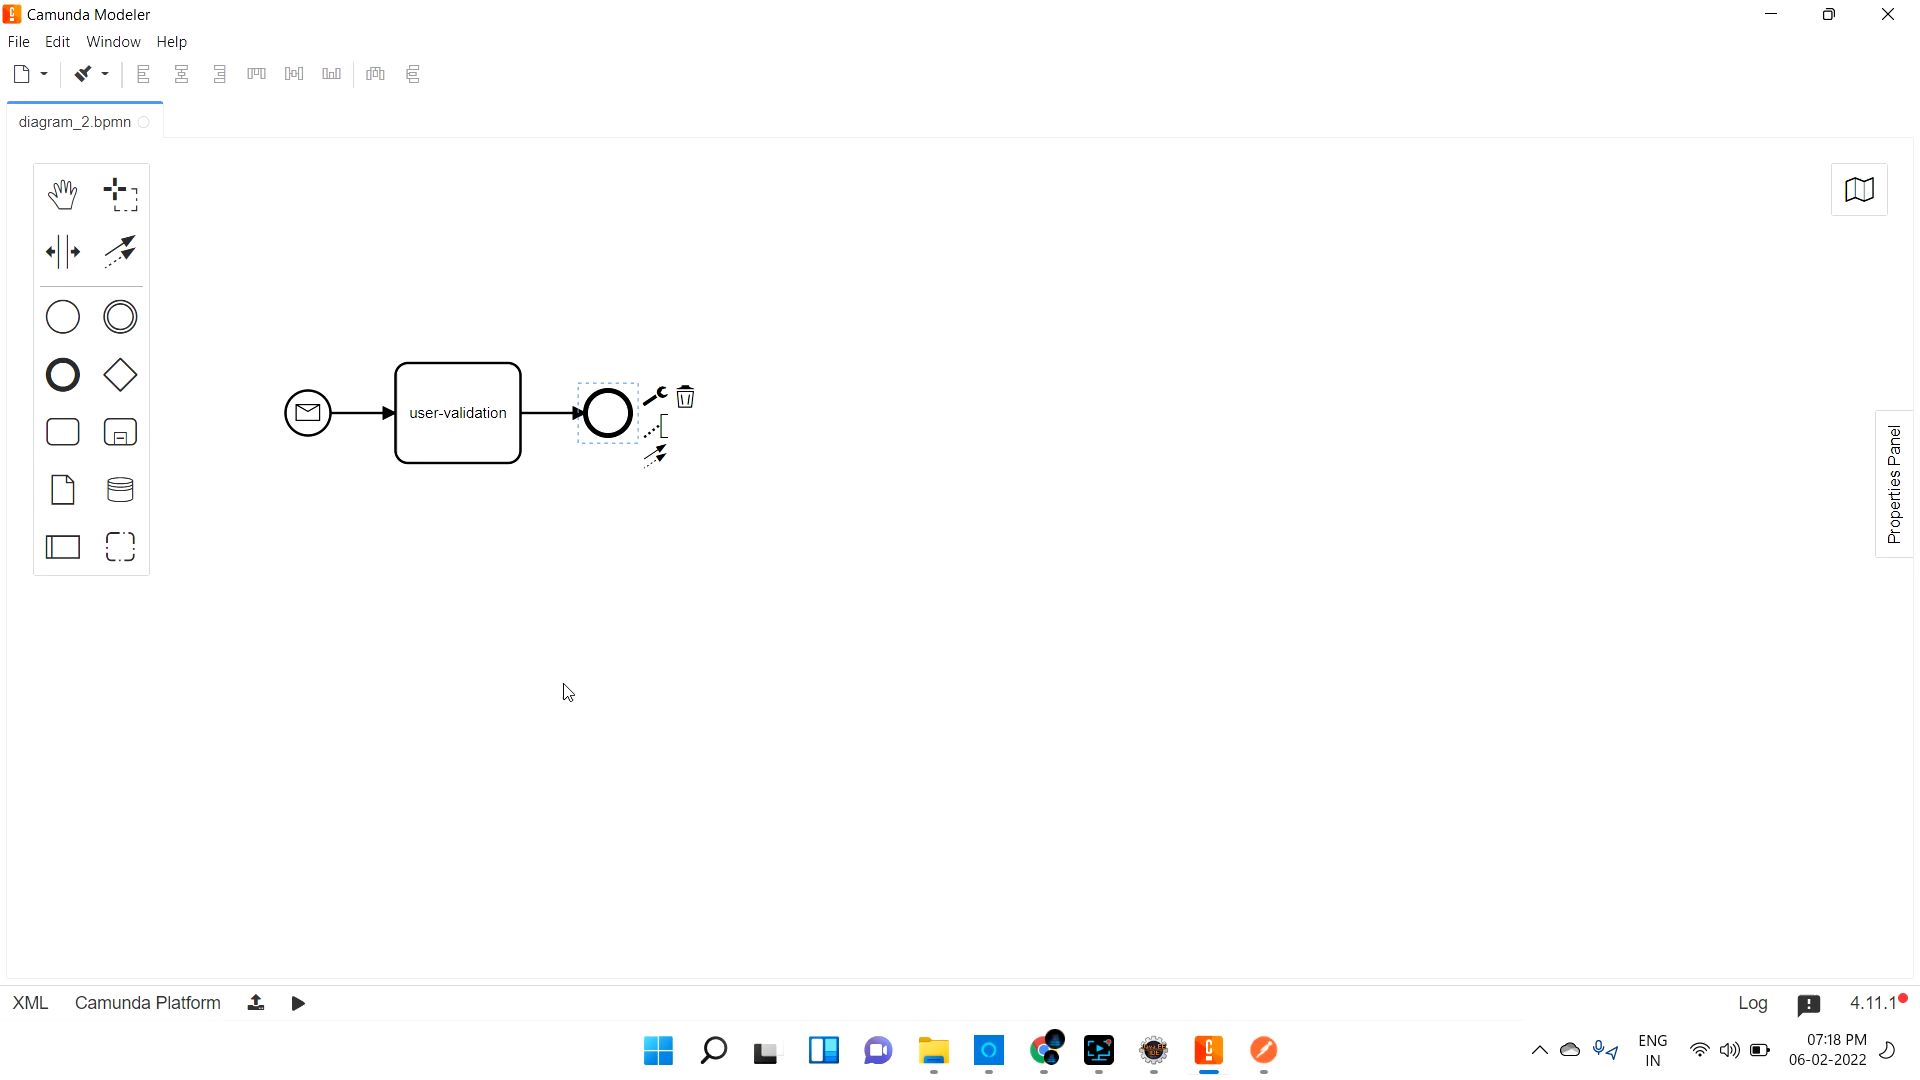 Camunda Modeler
File Edit Window Help
diagram_2.bpmn
user-validation
Properties Panel
XML Camunda Platform Log 4.11.1
ENG
IN
07:18 PM
06-02-2022